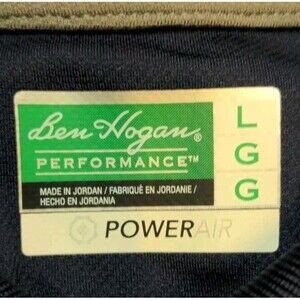 Ben Hogan®
PERFORMANCE™
MADE IN JORDAN / FABRIQUÉ EN JORDANIE /
HECHO EN JORDANIA
L
G
G
POWERAIR